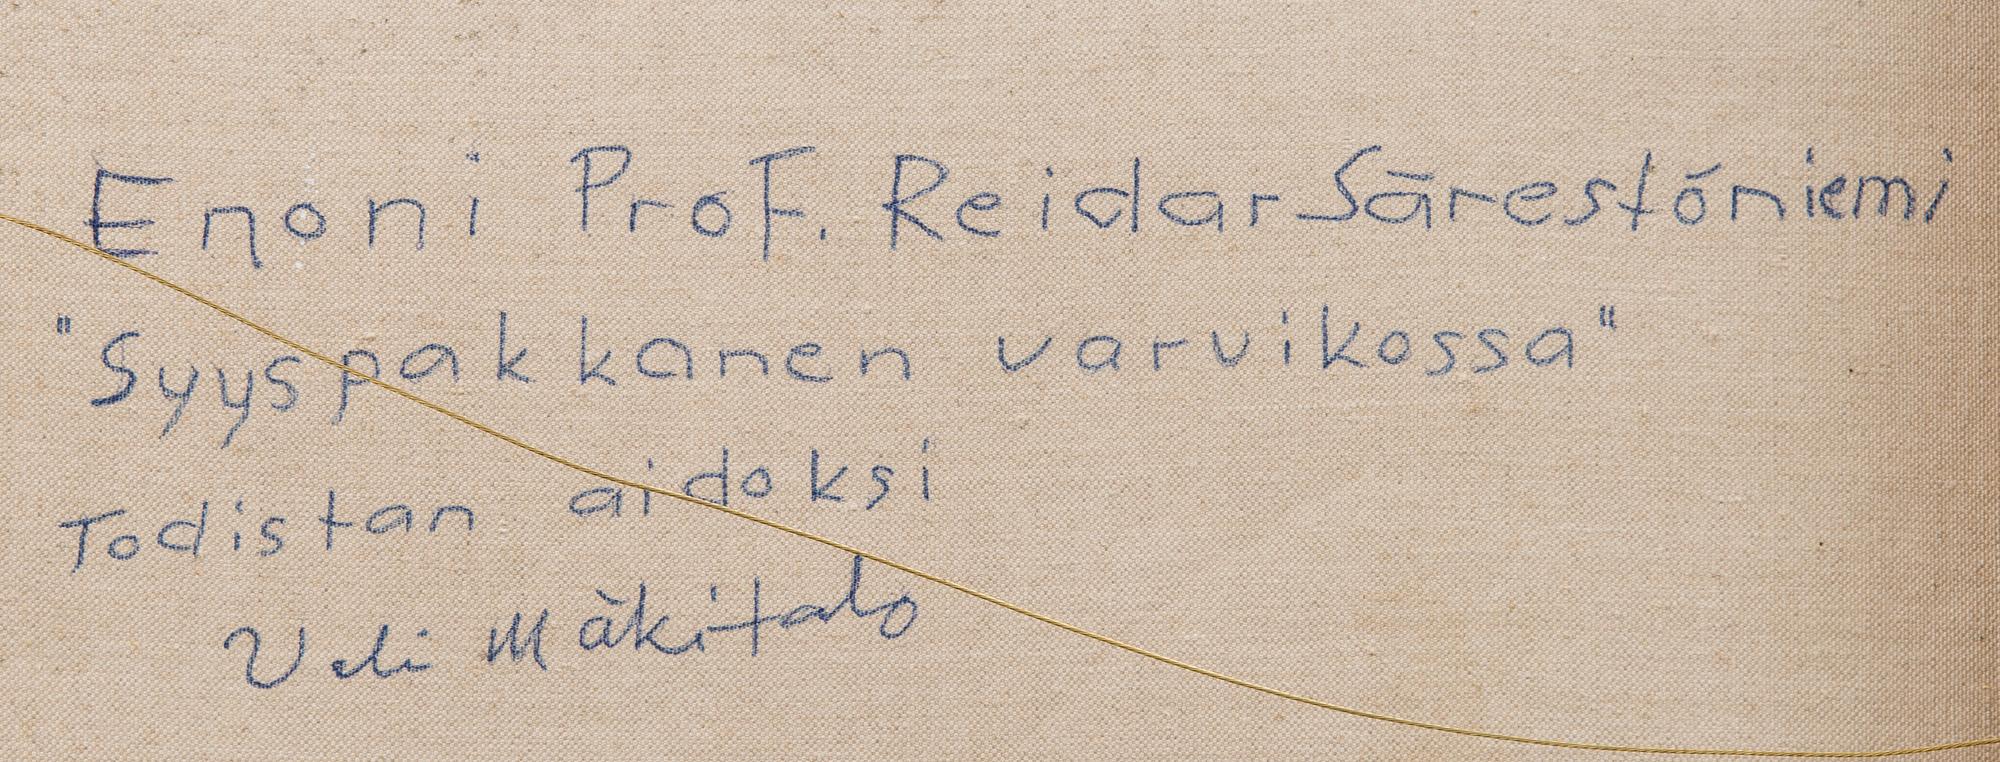 Enoni Prof. Reidar Särestöniemi
"Syyspakkanen varvikossa"
Todistan aidoksi
Veli Mäkitalo